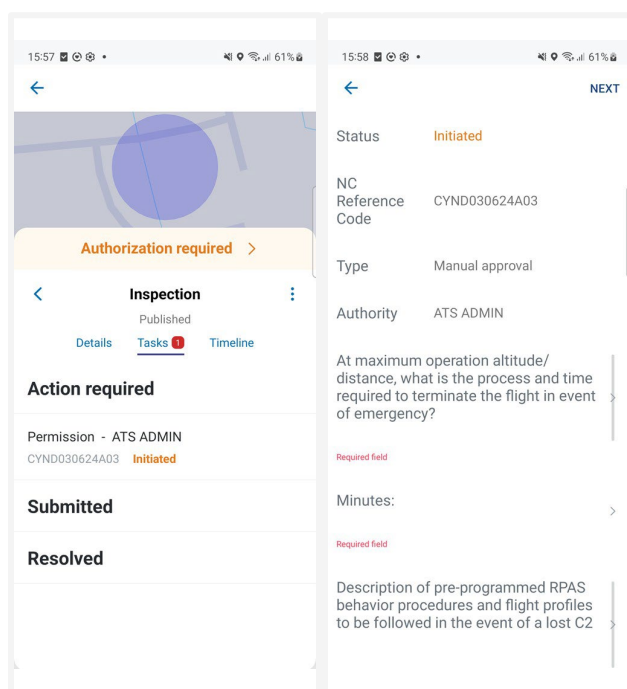 15:57
61%
Authorization required >
Inspection
Published
Details Tasks 1 Timeline
Action required
Permission - ATS ADMIN
CYND030624A03 Initiated
Submitted
Resolved
15:58
61%
NEXT
Status Initiated
NC
Reference
Code
CYND030624A03
Type Manual approval
Authority ATS ADMIN
At maximum operation altitude/
distance, what is the process and time
required to terminate the flight in event
of emergency?
Required field
Minutes:
Required field
Description of pre-programmed RPAS
behavior procedures and flight profiles
to be followed in the event of a lost C2